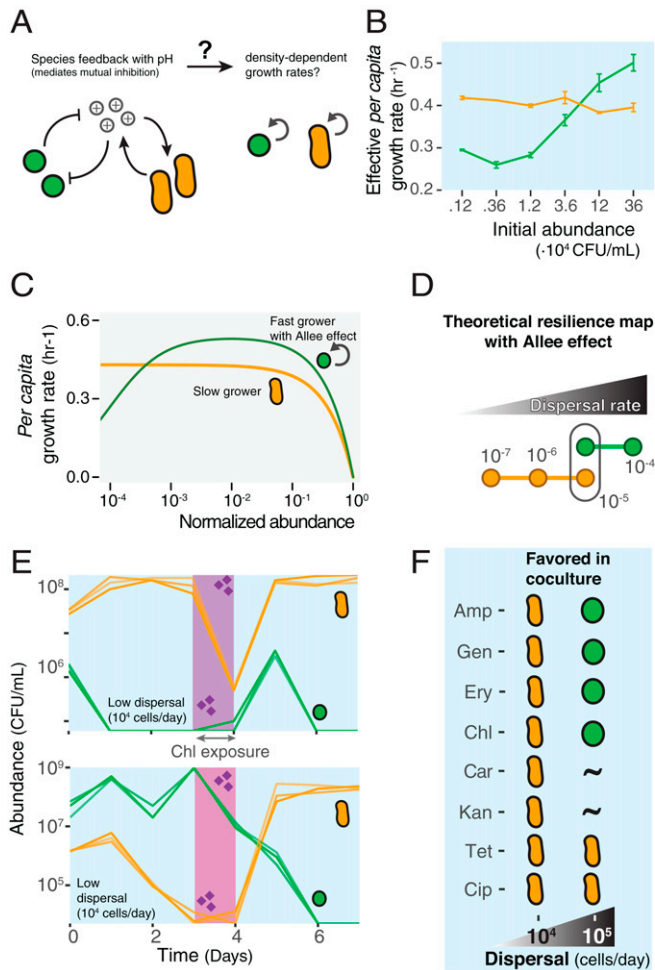 A
Species feedback with pH
(mediates mutual inhibition)
?
density-dependent
growth rates?
B
Effective per capita
growth rate (hr⁻¹)
0.5
0.4
0.3
0.2
.12
.36
1.2
3.6
12
36
Initial abundance
(·10⁴ CFU/mL)
C
Per capita
growth rate (hr-1)
0.6
0.3
0.0
Fast grower
with Allee effect
Slow grower
10⁻⁴
10⁻³
10⁻²
10⁻¹
10⁰
Normalized abundance
D
Theoretical resilience map
with Allee effect
Dispersal rate
10⁻⁷
10⁻⁶
10⁻⁴
10⁻⁵
E
Abundance (CFU/mL)
10⁸
10⁶
Low dispersal
(10⁴ cells/day)
Chl exposure
10⁹
10⁷
10⁵
Low dispersal
(10⁴ cells/day)
0
2
4
6
Time (Days)
F
Favored in
coculture
Amp
Gen
Ery
Chl
Car ~
Kan ~
Tet
Cip
10⁴
10⁵
Dispersal (cells/day)